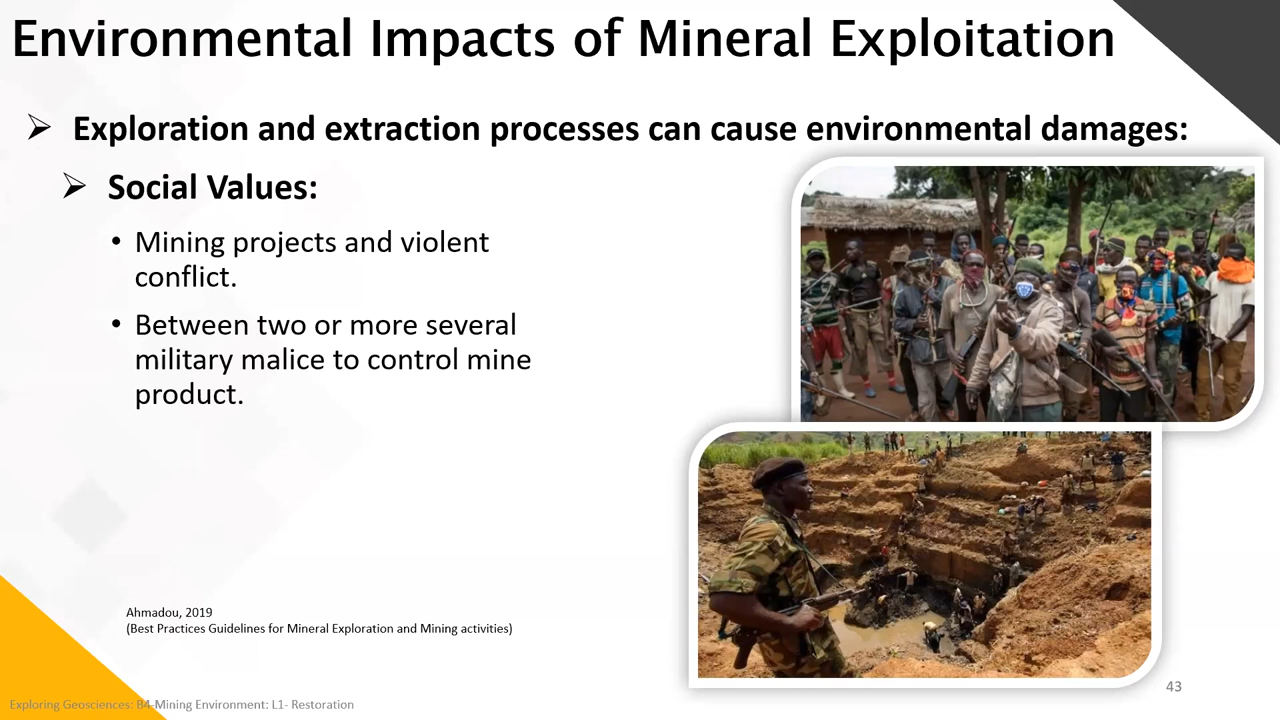 Environmental Impacts of Mineral Exploitation
➢ Exploration and extraction processes can cause environmental damages:
➢ Social Values:
• Mining projects and violent
conflict.
• Between two or more several
military malice to control mine
product.
Ahmadou, 2019
(Best Practices Guidelines for Mineral Exploration and Mining activities)
43
Exploring Geosciences: B4-Mining Environment: L1- Restoration